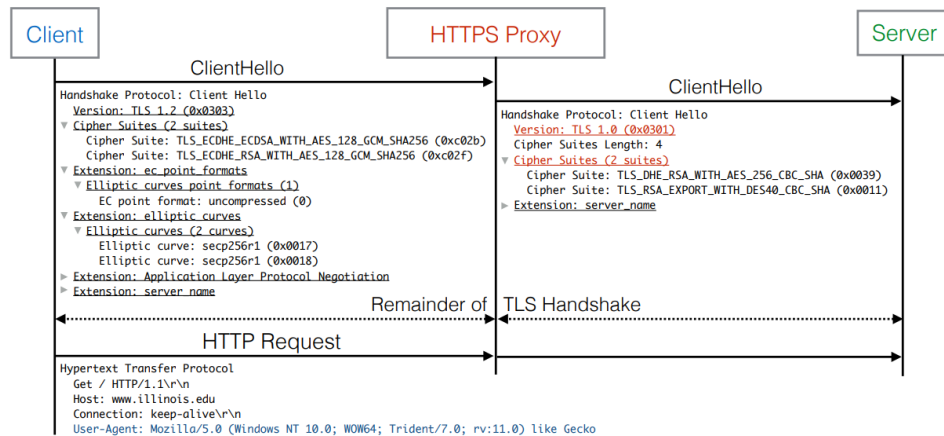 Client
HTTPS Proxy
Server
ClientHello
Handshake Protocol: Client Hello
Version: TLS 1.2 (0x0303)
Cipher Suites (2 suites)
Cipher Suite: TLS_ECDHE_ECDSA_WITH_AES_128_GCM_SHA256 (0xc02b)
Cipher Suite: TLS_ECDHE_RSA_WITH_AES_128_GCM_SHA256 (0xc02f)
Extension: ec_point_formats
Elliptic curves point formats (1)
EC point format: uncompressed (0)
Extension: elliptic curves
Elliptic curves (2 curves)
Elliptic curve: secp256r1 (0x0017)
Elliptic curve: secp256r1 (0x0018)
Extension: Application Layer Protocol Negotiation
Extension: server_name
ClientHello
Handshake Protocol: Client Hello
Version: TLS 1.0 (0x0301)
Cipher Suites Length: 4
Cipher Suites (2 suites)
Cipher Suite: TLS_DHE_RSA_WITH_AES_256_CBC_SHA (0x0039)
Cipher Suite: TLS_RSA_EXPORT_WITH_DES40_CBC_SHA (0x0011)
Extension: server_name
Remainder of TLS Handshake
HTTP Request
Hypertext Transfer Protocol
Get / HTTP/1.1\r\n
Host: www.illinois.edu
Connection: keep-alive\r\n
User-Agent: Mozilla/5.0 (Windows NT 10.0; WOW64; Trident/7.0; rv:11.0) like Gecko